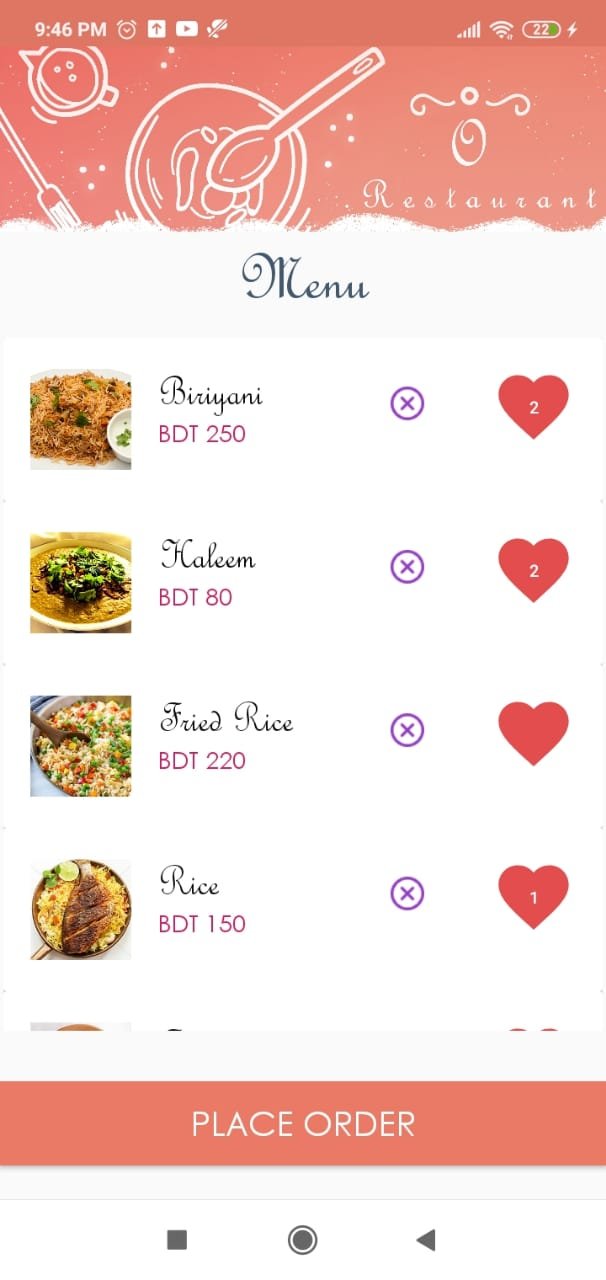 9:46 PM
22
O
Restaurant
Menu
Biriyani
BDT 250
2
Haleem
BDT 80
2
Fried Rice
BDT 220
Rice
BDT 150
1
PLACE ORDER